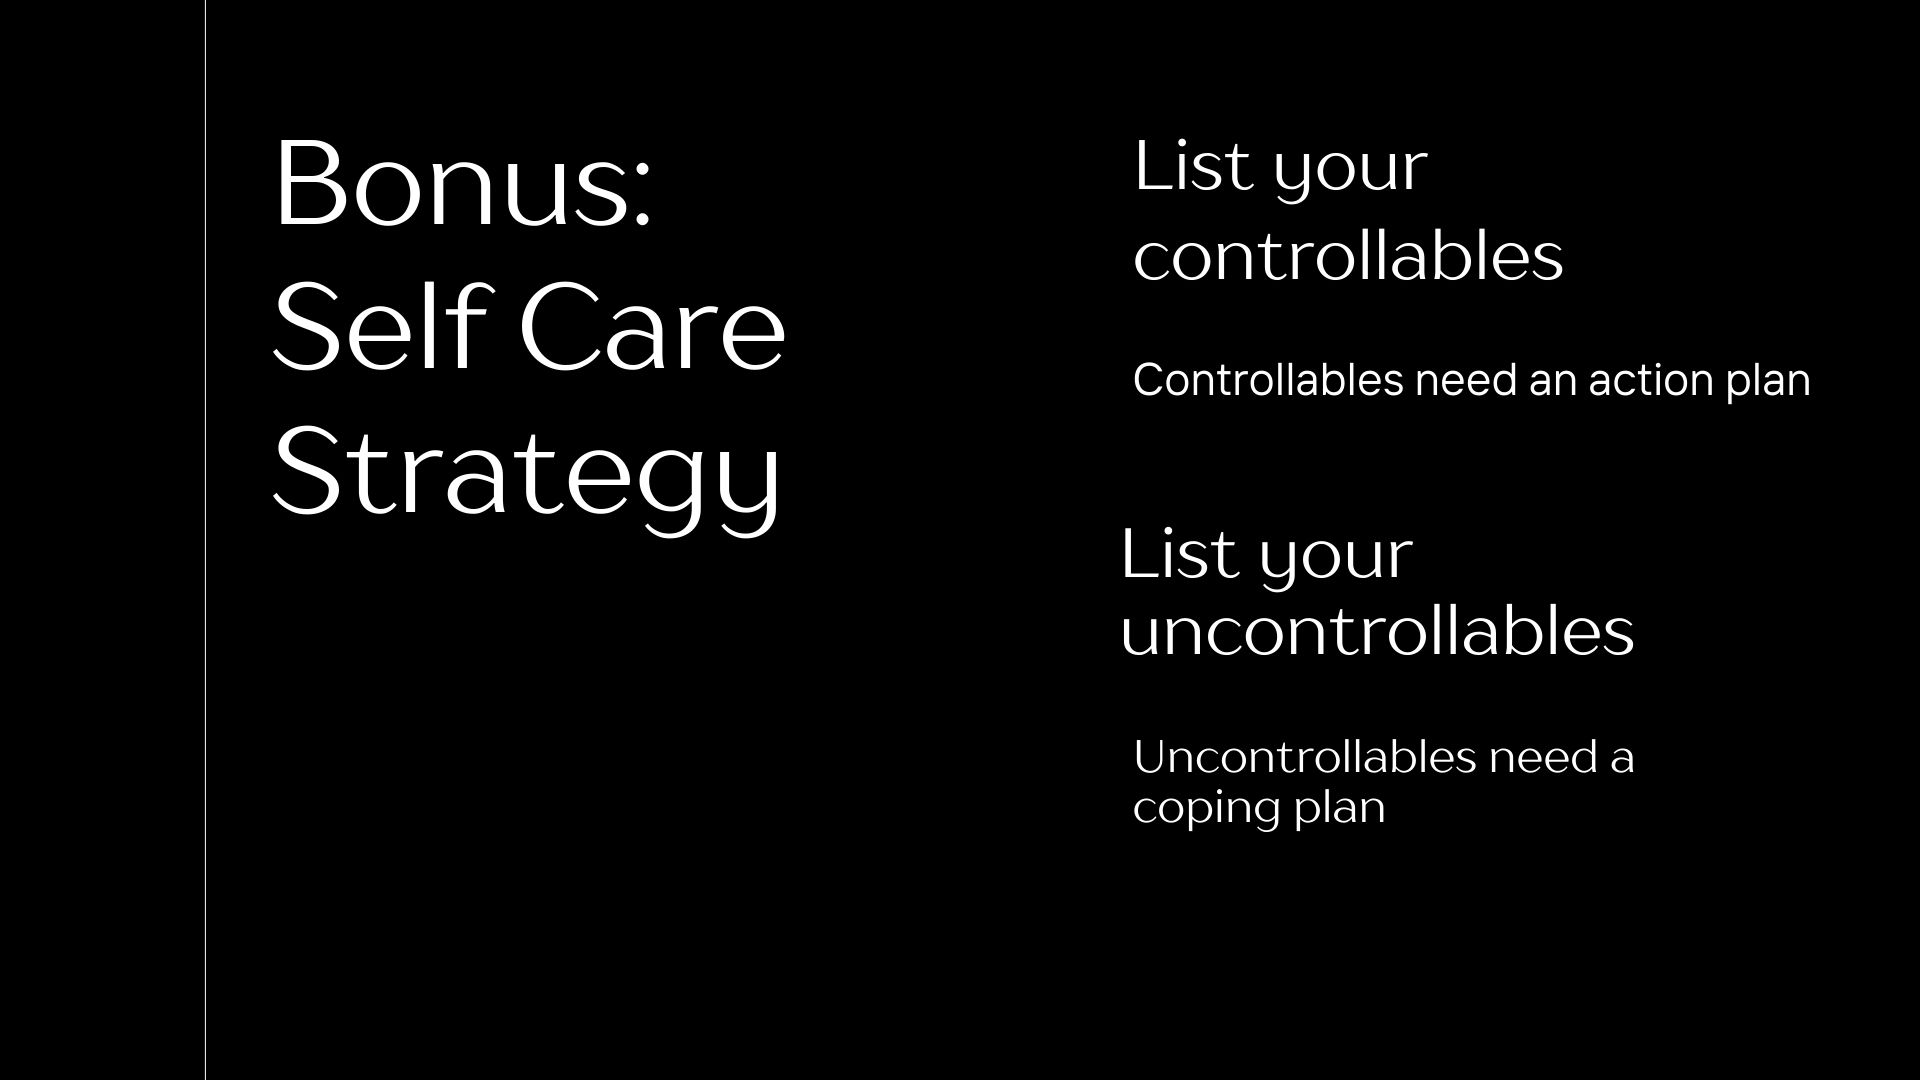 Bonus:
Self Care
Strategy
List your
controllables
Controllables need an action plan
List your
uncontrollables
Uncontrollables need a
coping plan